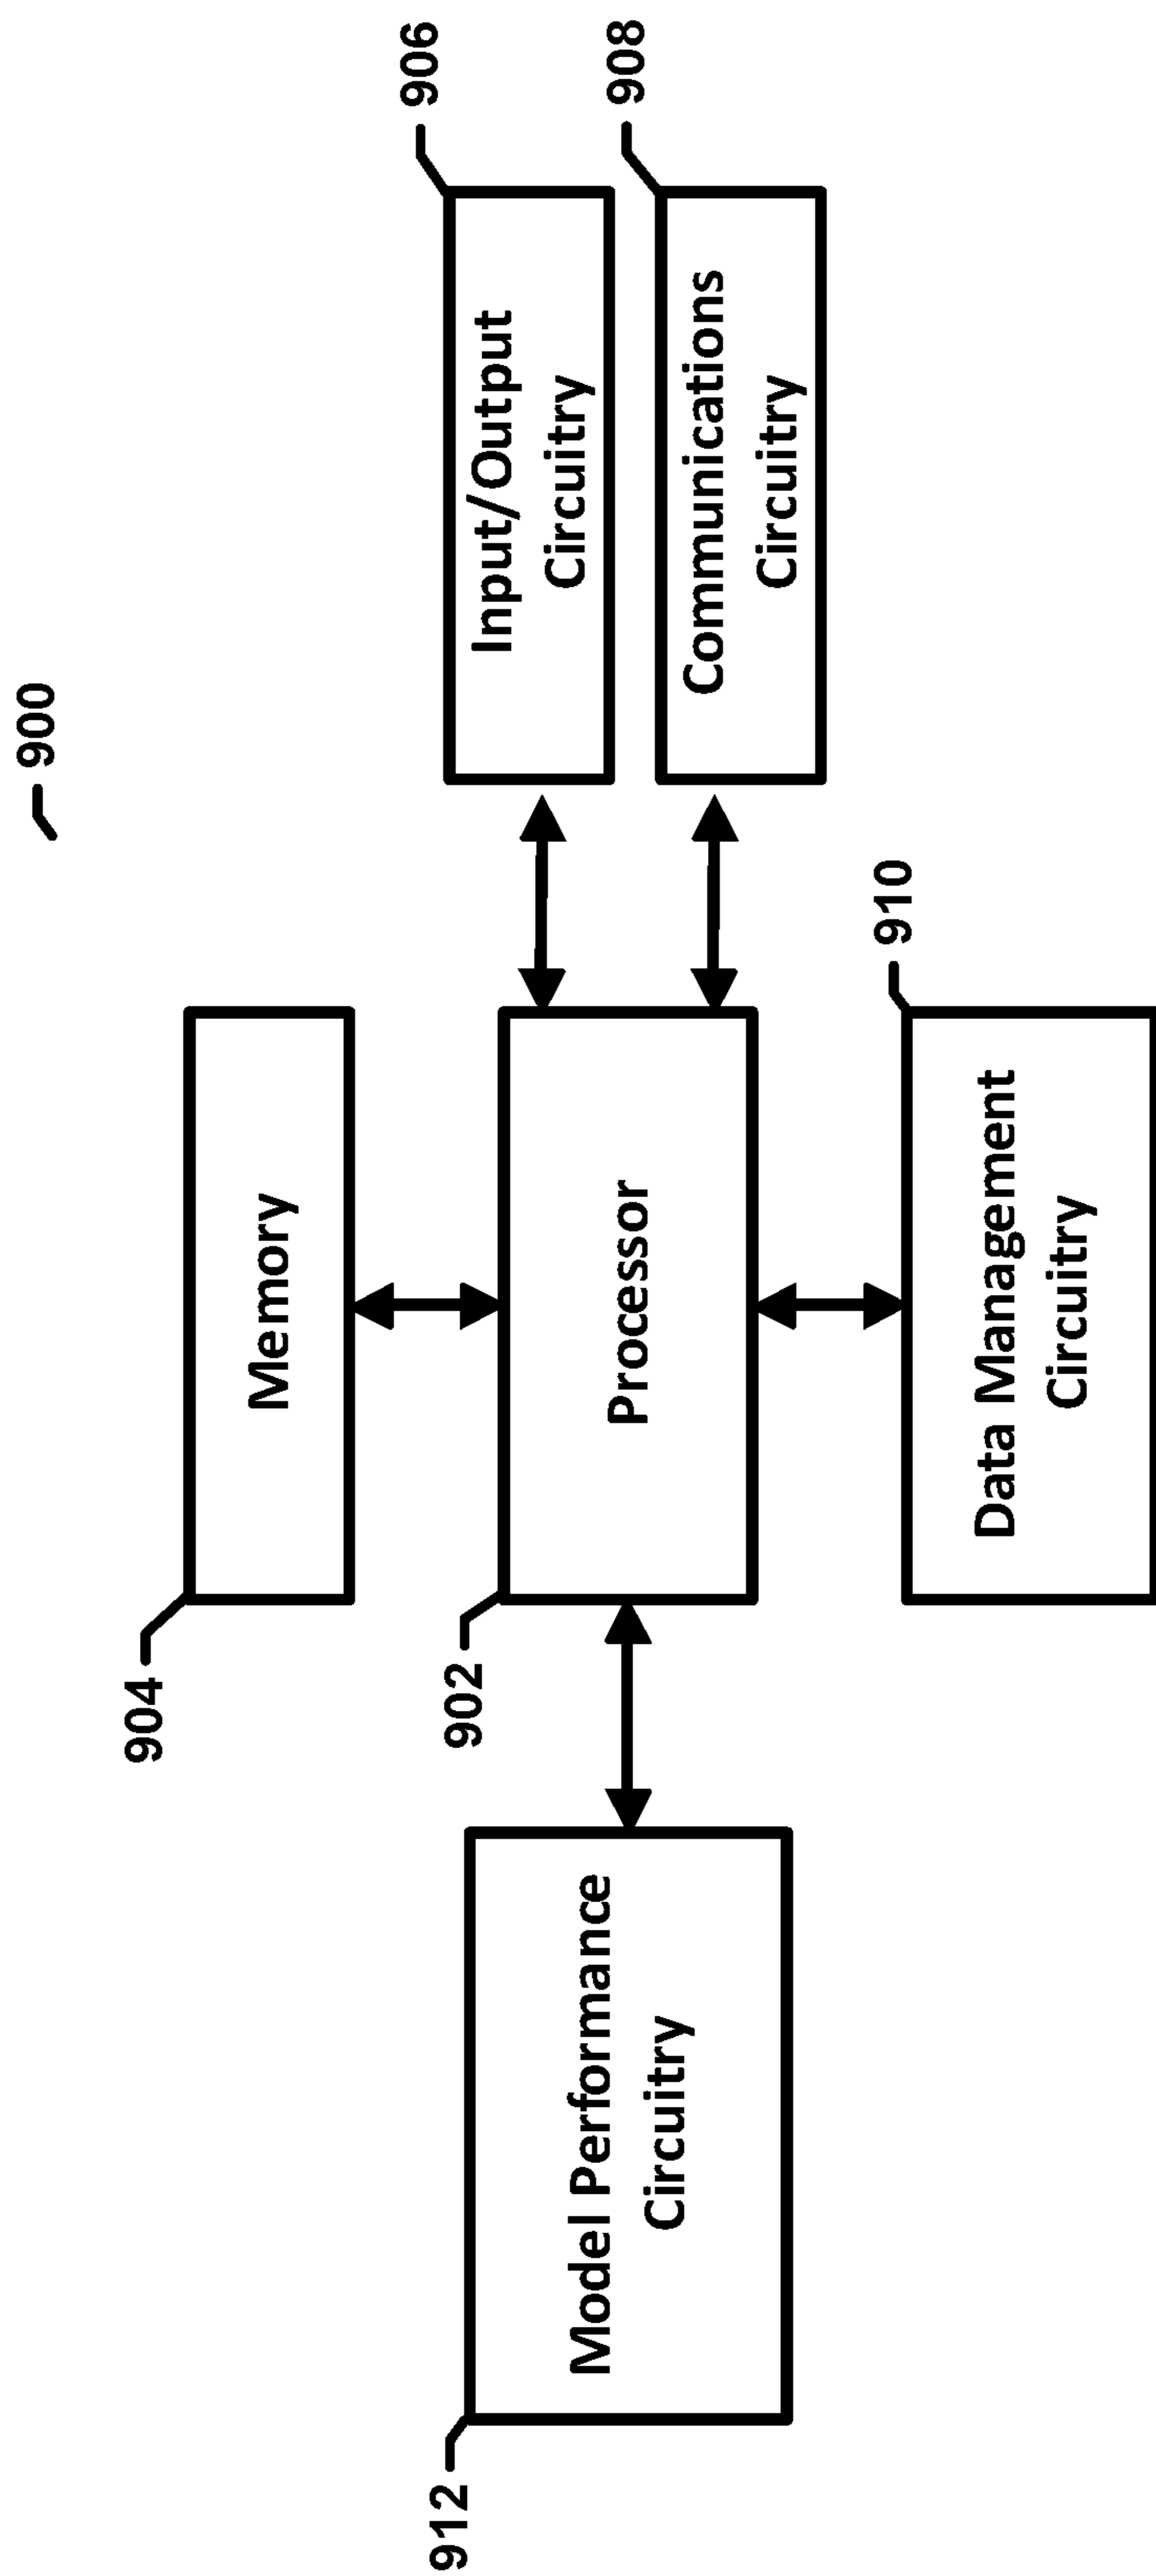 900
904
Memory
906
Input/Output
Circuitry
902
Processor
912
Model Performance
Circuitry
908
Communications
Circuitry
910
Data Management
Circuitry